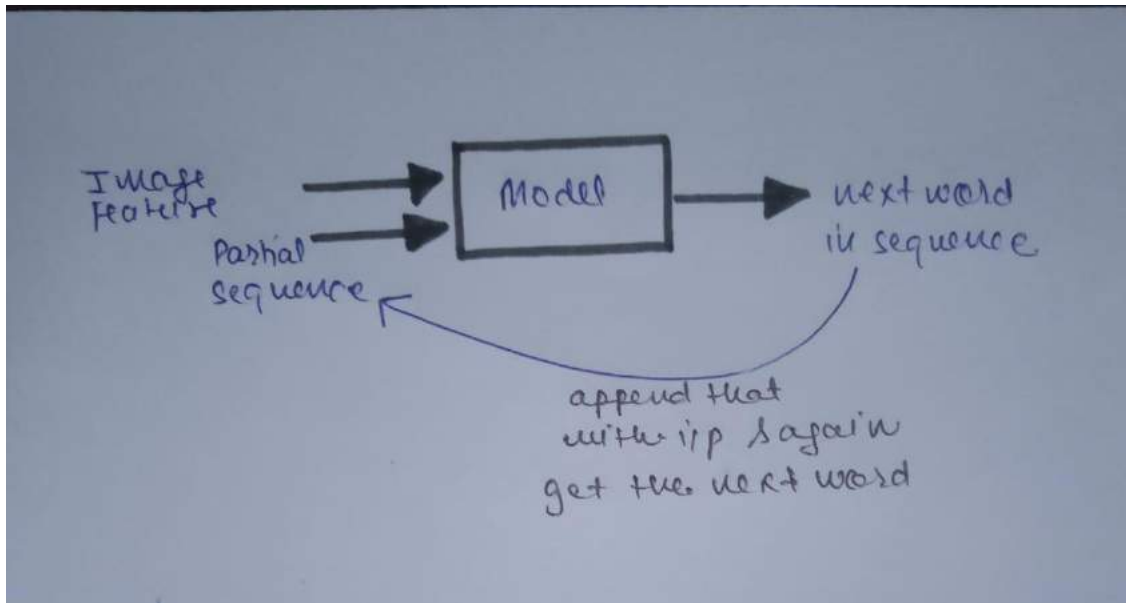 Image
feature
Partial
sequence
Model
next word
in sequence
append that
with i/p & again
get the next word